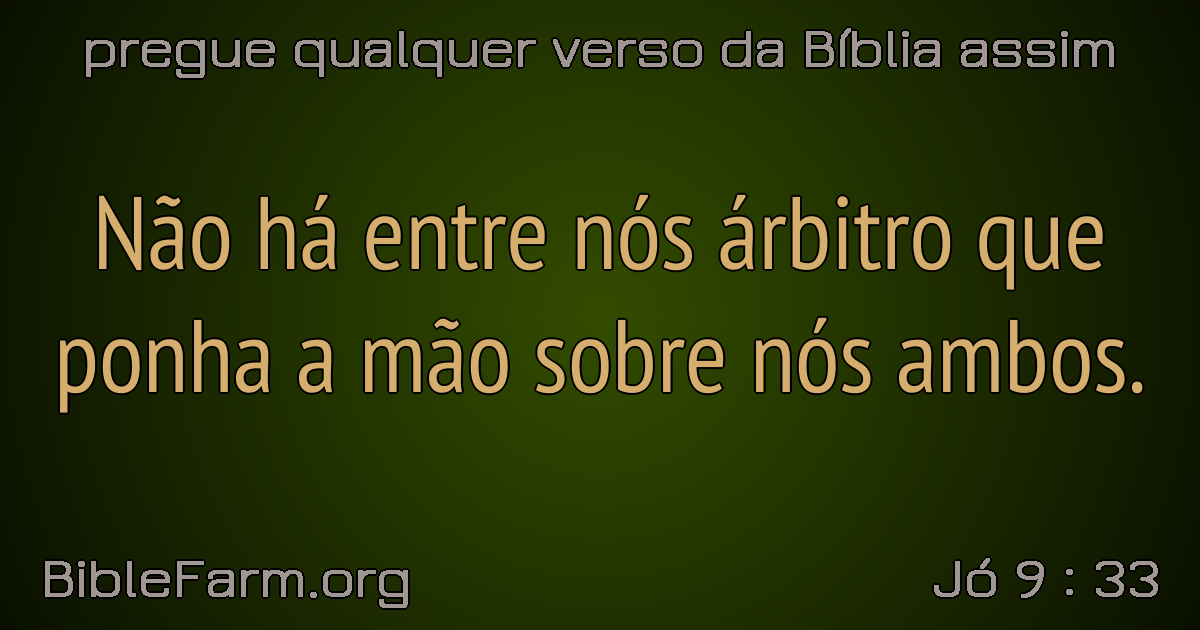 pregue qualquer verso da Bíblia assim
Não há entre nós árbitro que
ponha a mão sobre nós ambos.
BibleFarm.org
Jó 9 : 33